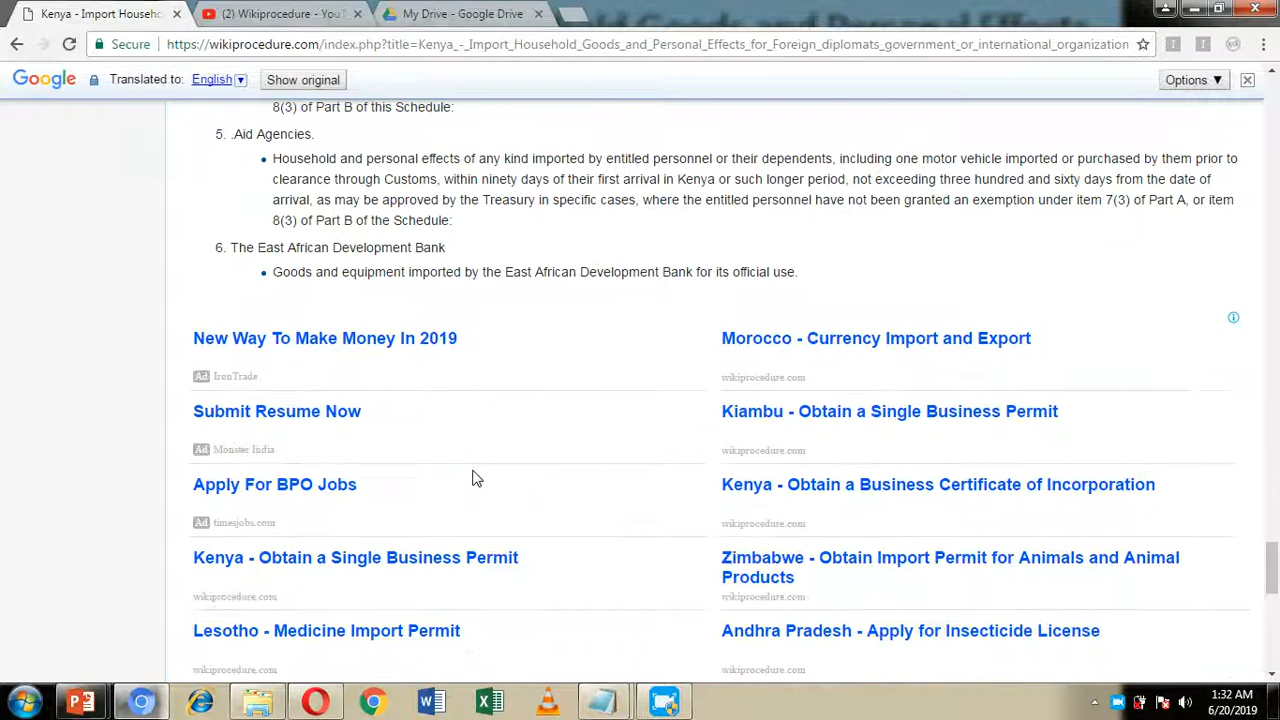 Kenya - Import Househo
(2) Wikiprocedure - YouT
My Drive - Google Drive
Secure
https://wikiprocedure.com/index.php?title=Kenya_-_Import_Household_Goods_and_Personal_Effects_for_Foreign_diplomats_government_or_international_organization
Google
Translated to: English
Show original
Options ▼
8(3) of Part B of this Schedule:
5. .Aid Agencies.
Household and personal effects of any kind imported by entitled personnel or their dependents, including one motor vehicle imported or purchased by them prior to
clearance through Customs, within ninety days of their first arrival in Kenya or such longer period, not exceeding three hundred and sixty days from the date of
arrival, as may be approved by the Treasury in specific cases, where the entitled personnel have not been granted an exemption under item 7(3) of Part A, or item
8(3) of Part B of the Schedule:
6. The East African Development Bank
Goods and equipment imported by the East African Development Bank for its official use.
New Way To Make Money In 2019
Ad IronTrade
Morocco - Currency Import and Export
wikiprocedure.com
Submit Resume Now
Ad Monster India
Kiambu - Obtain a Single Business Permit
wikiprocedure.com
Apply For BPO Jobs
Ad timesjobs.com
Kenya - Obtain a Business Certificate of Incorporation
wikiprocedure.com
Kenya - Obtain a Single Business Permit
wikiprocedure.com
Zimbabwe - Obtain Import Permit for Animals and Animal
Products
wikiprocedure.com
Lesotho - Medicine Import Permit
wikiprocedure.com
Andhra Pradesh - Apply for Insecticide License
wikiprocedure.com
1:32 AM
6/20/2019